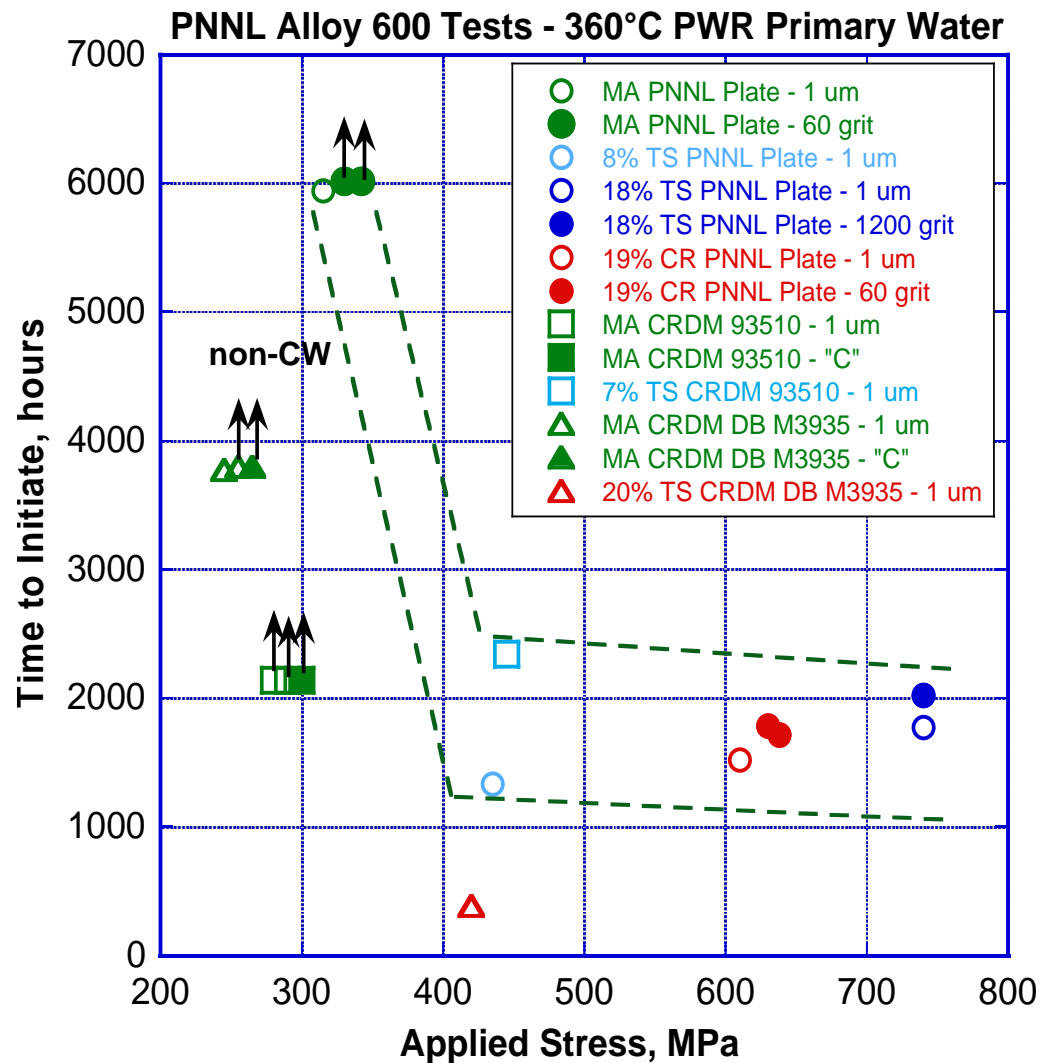 PNNL Alloy 600 Tests - 360°C PWR Primary Water
7000
6000
5000
4000
3000
2000
1000
0
Time to Initiate, hours
MA PNNL Plate - 1 um
MA PNNL Plate - 60 grit
8% TS PNNL Plate - 1 um
18% TS PNNL Plate - 1 um
18% TS PNNL Plate - 1200 grit
19% CR PNNL Plate - 1 um
19% CR PNNL Plate - 60 grit
MA CRDM 93510 - 1 um
MA CRDM 93510 - "C"
7% TS CRDM 93510 - 1 um
MA CRDM DB M3935 - 1 um
MA CRDM DB M3935 - "C"
20% TS CRDM DB M3935 - 1 um
non-CW
200 300 400 500 600 700 800
Applied Stress, MPa